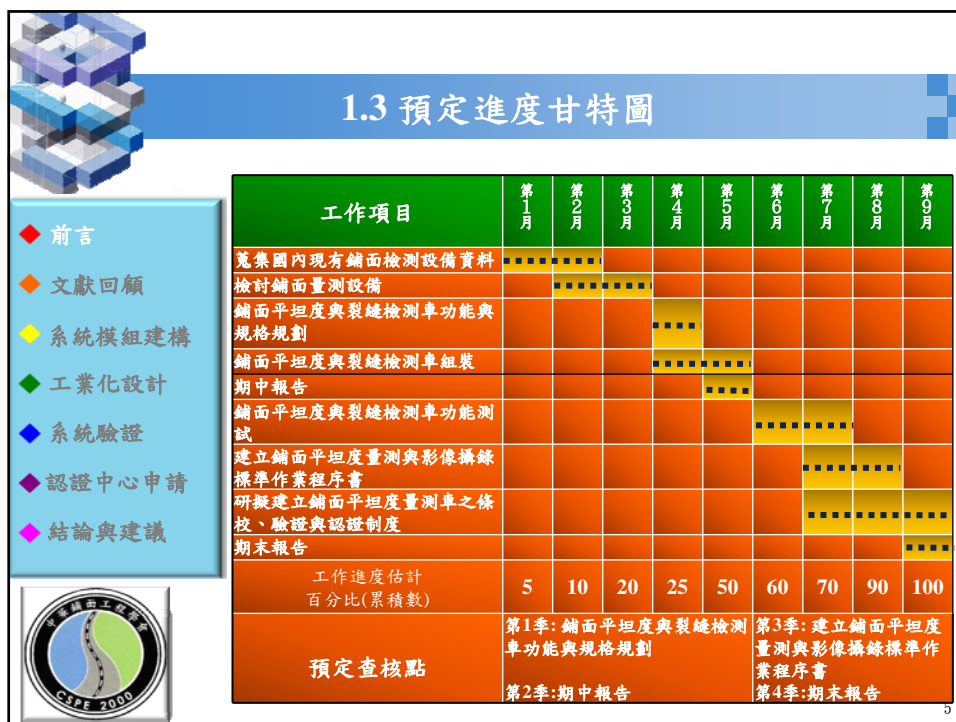 1.3 預定進度甘特圖
前言
文獻回顧
系統模組建構
工業化設計
系統驗證
認證中心申請
結論與建議
中華鋪面工程學會
CSPE 2000
工作項目
第1月
第2月
第3月
第4月
第5月
第6月
第7月
第8月
第9月
蒐集國內現有鋪面檢測設備資料
檢討鋪面量測設備
鋪面平坦度與裂縫檢測車功能與
規格規劃
鋪面平坦度與裂縫檢測車組裝
期中報告
鋪面平坦度與裂縫檢測車功能測
試
建立鋪面平坦度量測與影像攝錄
標準作業程序書
研擬建立鋪面平坦度量測車之條
校、驗證與認證制度
期末報告
工作進度估計
百分比(累積數)
5 10 20 25 50 60 70 90 100
預定查核點
第1季: 鋪面平坦度與裂縫檢測
車功能與規格規劃
第2季:期中報告
第3季: 建立鋪面平坦度
量測與影像攝錄標準作
業程序書
第4季:期末報告
5